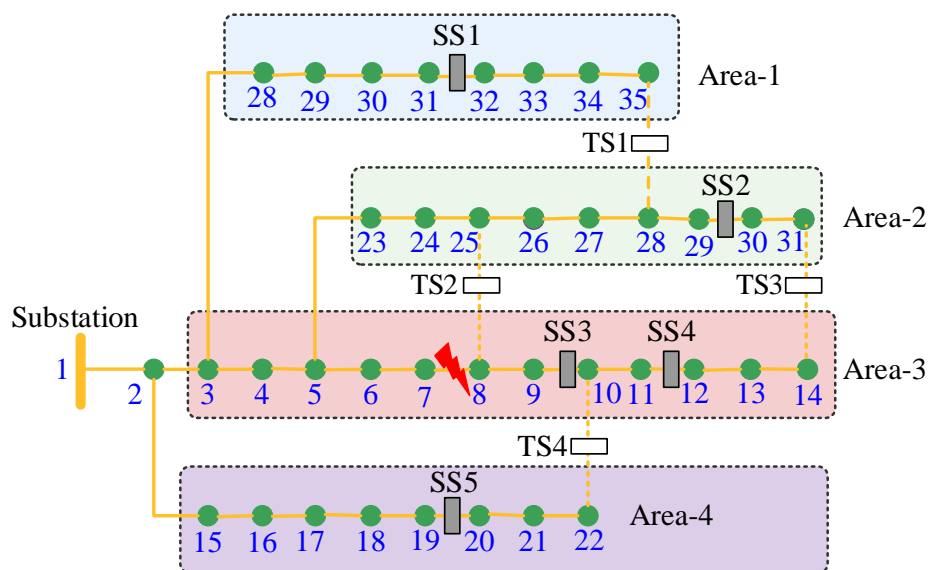 SS1
Area-1
28 29 30 31 32 33 34 35
TS1
SS2
Area-2
23 24 25 26 27 28 29 30 31
TS2 TS3
Substation
SS3 SS4
1 2 3 4 5 6 7 8 9 10 11 12 13 14
Area-3
TS4
SS5
Area-4
15 16 17 18 19 20 21 22